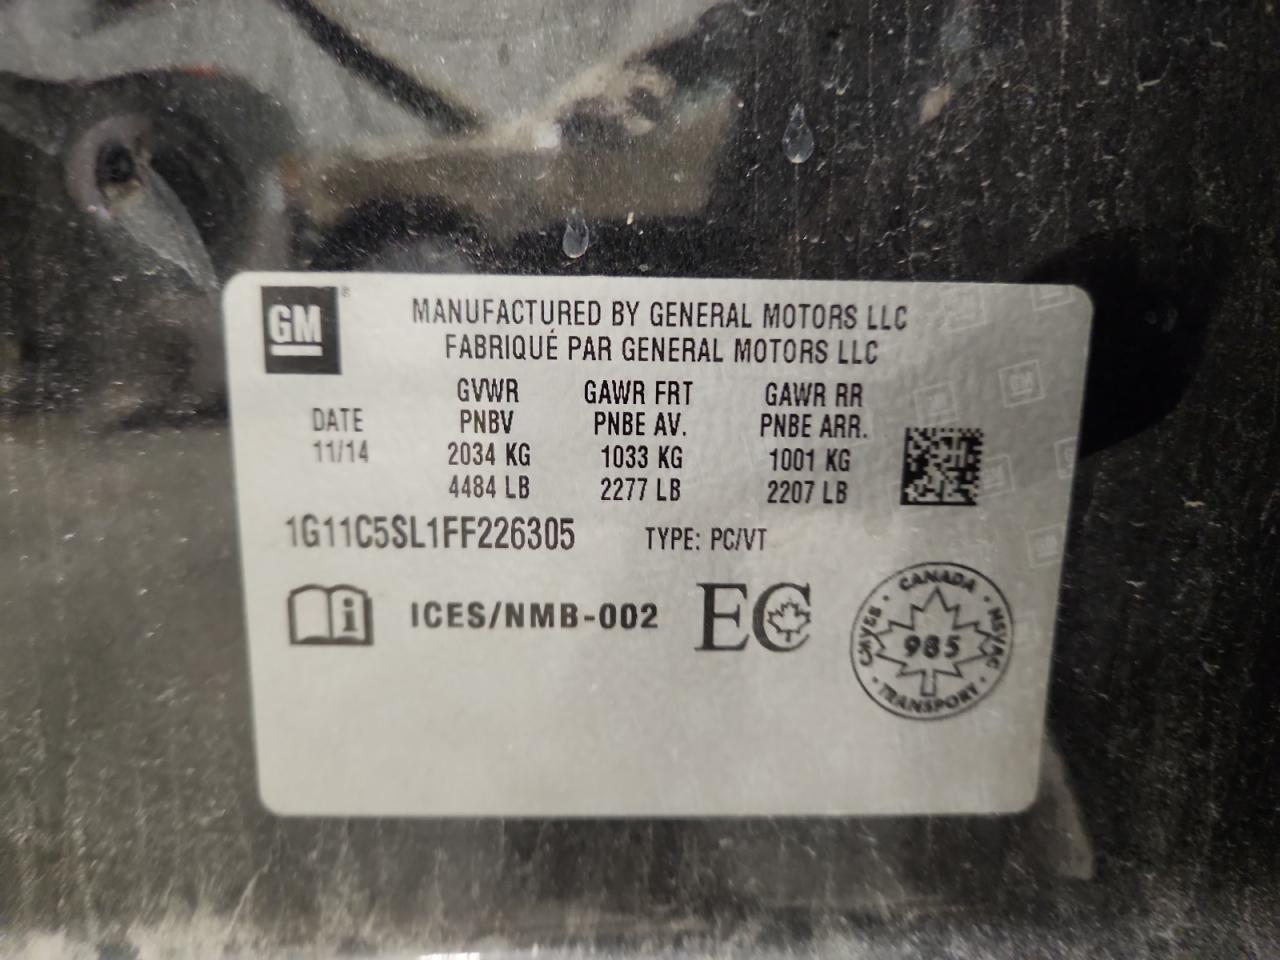 GM ®
MANUFACTURED BY GENERAL MOTORS LLC
FABRIQUÉ PAR GENERAL MOTORS LLC
GVWR GAWR FRT GAWR RR
DATE PNBV PNBE AV. PNBE ARR.
11/14 2034 KG 1033 KG 1001 KG
4484 LB 2277 LB 2207 LB
1G11C5SL1FF226305 TYPE: PC/VT
i ICES/NMB-002 EC
CANADA
CMVSS 985 NSVAC
TRANSPORT